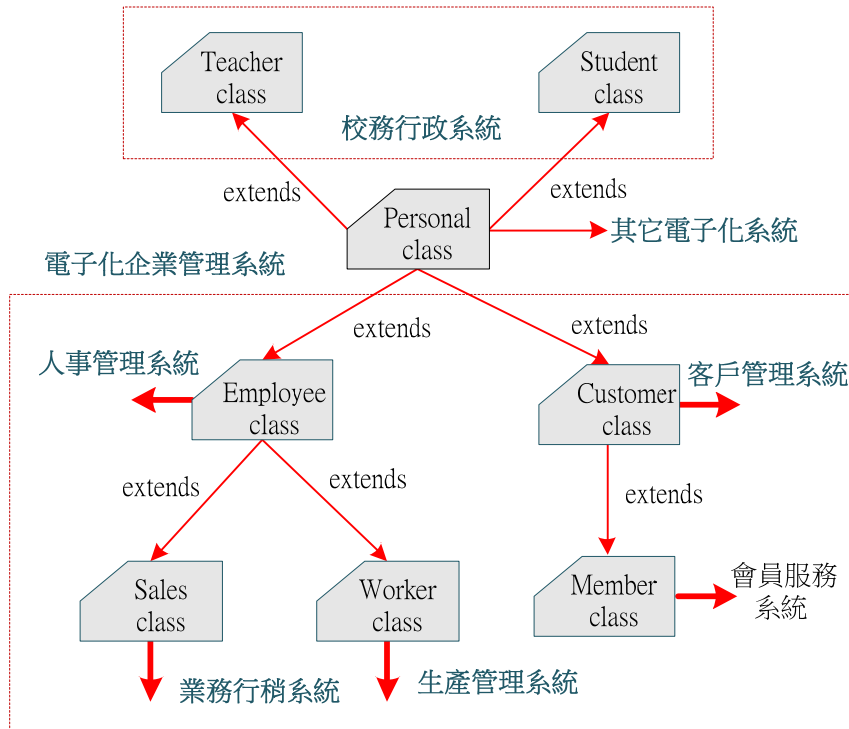 Teacher
class
Student
class
校務行政系統
extends
extends
Personal
class
其它電子化系統
電子化企業管理系統
extends
extends
人事管理系統
Employee
class
Customer
class
客戶管理系統
extends
extends
extends
Sales
class
Worker
class
Member
class
會員服務
系統
業務行稍系統
生產管理系統